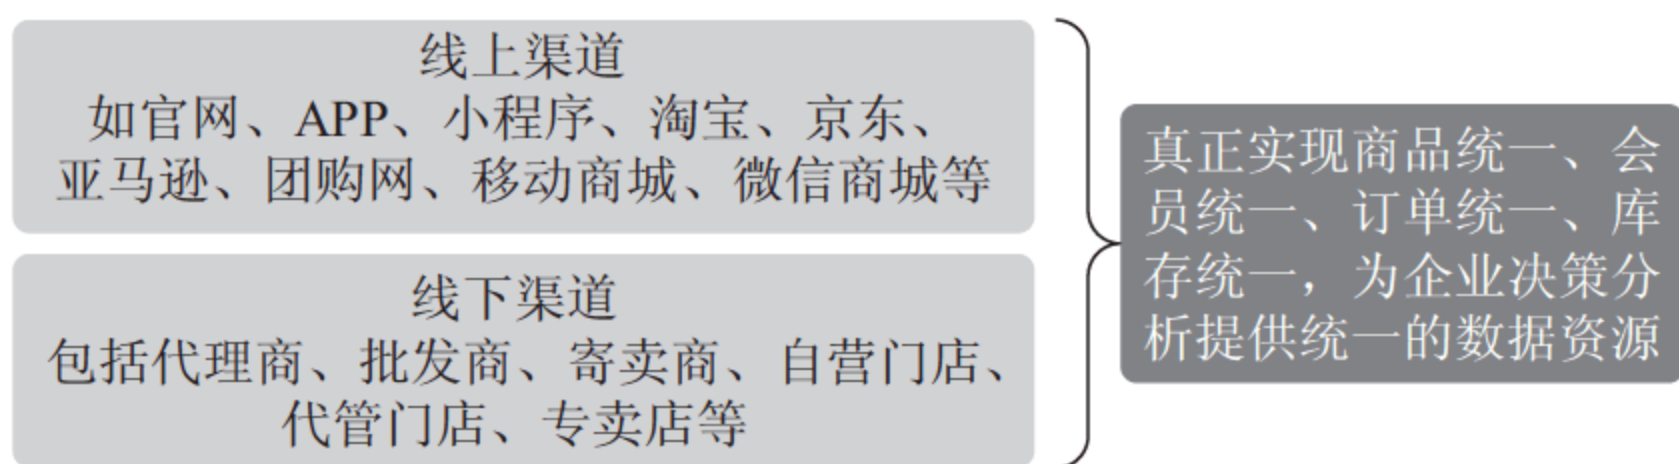 线上渠道
如官网、APP、小程序、淘宝、京东、
亚马逊、团购网、移动商城、微信商城等
线下渠道
包括代理商、批发商、寄卖商、自营门店、
代管门店、专卖店等
真正实现商品统一、会
员统一、订单统一、库
存统一，为企业决策分
析提供统一的数据资源